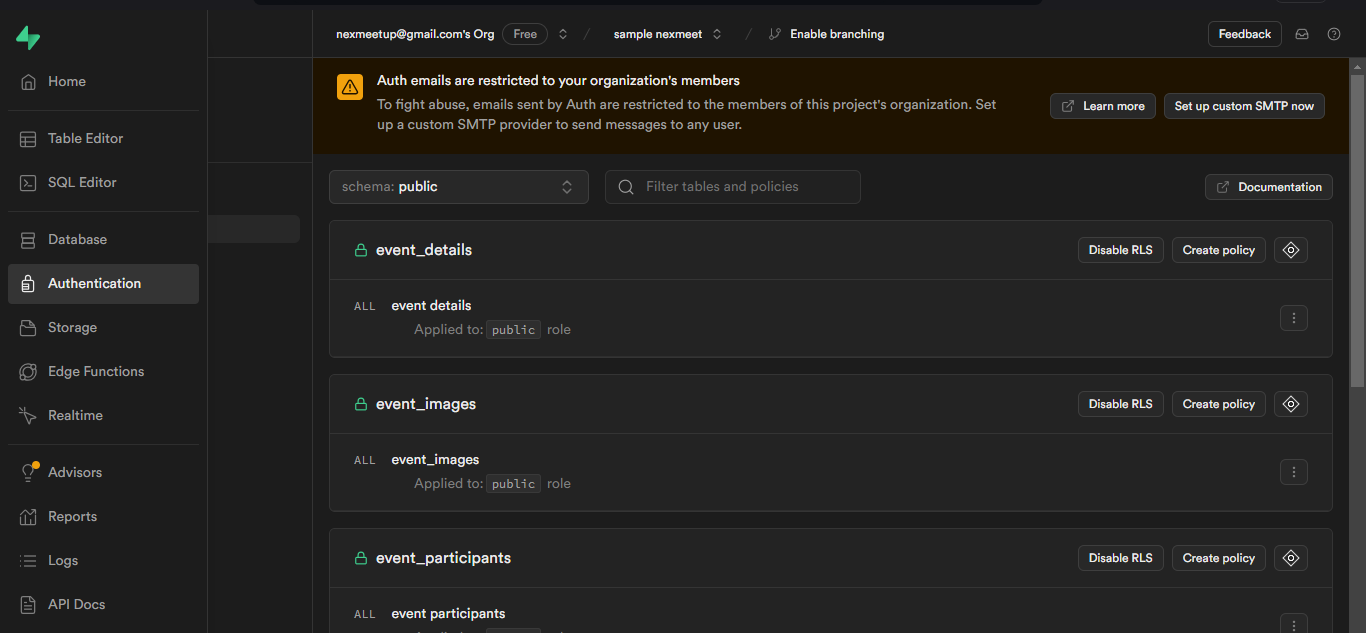 nexmeetup@gmail.com's Org Free / sample nexmeet / Enable branching Feedback
Home
Table Editor
SQL Editor
Database
Authentication
Storage
Edge Functions
Realtime
Advisors
Reports
Logs
API Docs
Auth emails are restricted to your organization's members
To fight abuse, emails sent by Auth are restricted to the members of this project's organization. Set
up a custom SMTP provider to send messages to any user.
Learn more Set up custom SMTP now
schema: public Filter tables and policies Documentation
event_details Disable RLS Create policy
ALL event details
Applied to: public role
event_images Disable RLS Create policy
ALL event_images
Applied to: public role
event_participants Disable RLS Create policy
ALL event participants